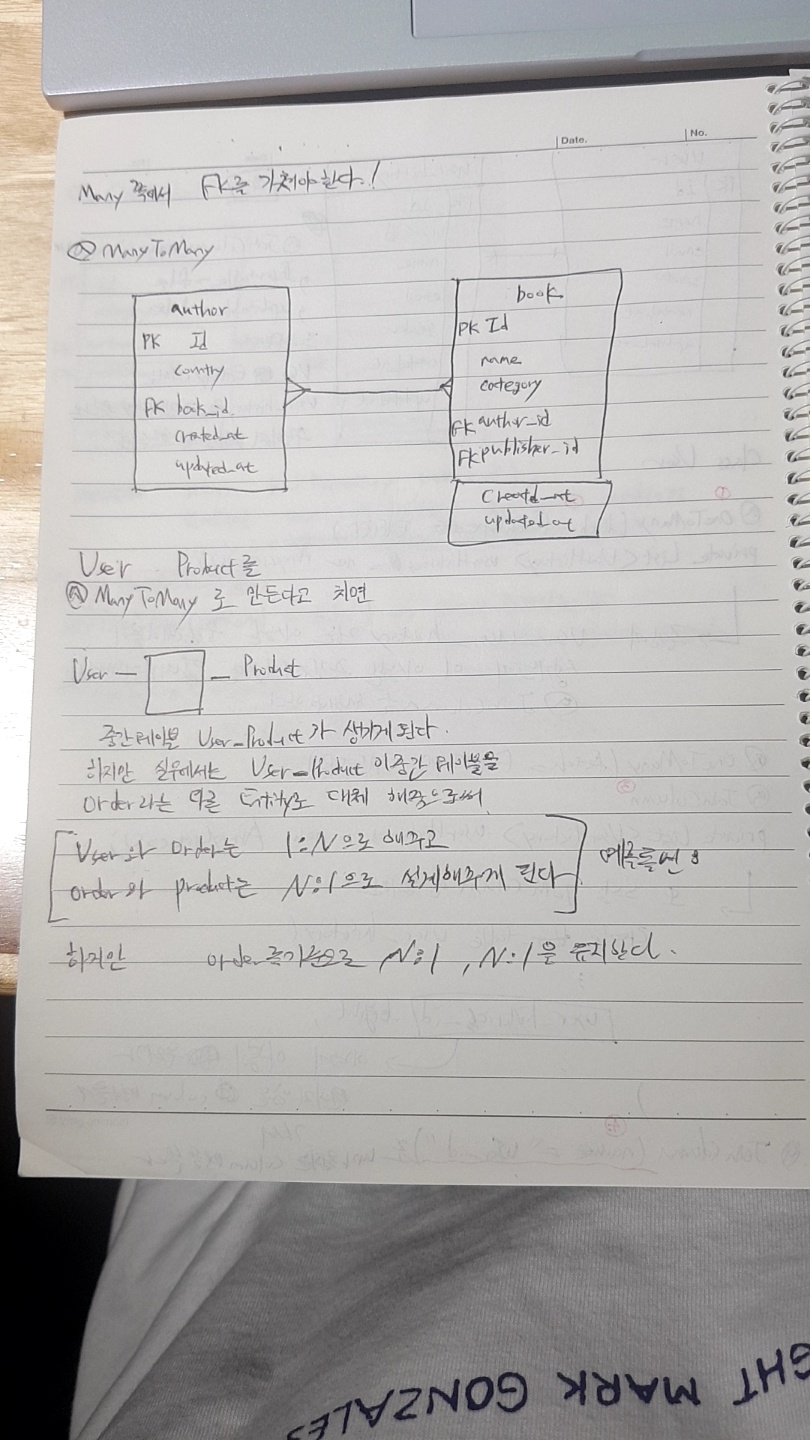 Date.
No.
Many 쪽에서 FK를 가져야한다!
@ManyToMany
author
PK Id
country
FK book_id
created_at
updated_at
book
PK Id
name
category
FK author_id
FK publisher_id
created_at
updated_at
User Product를
@ManyToMany 로 만든다고 치면
User — — Product
중간테이블 User_Product가 생기게된다.
하지만 실무에서는 User_Product 이중간 테이블을
Order라는 Entity로 대체 해줌으로써
User와 Order는 1:N으로 해주고
order와 product는 N:1으로 설계해주게 된다
예를들면
하지만 order쪽기준으로 N:1, N:1을 유지한다.
GHT MARK GONZALES